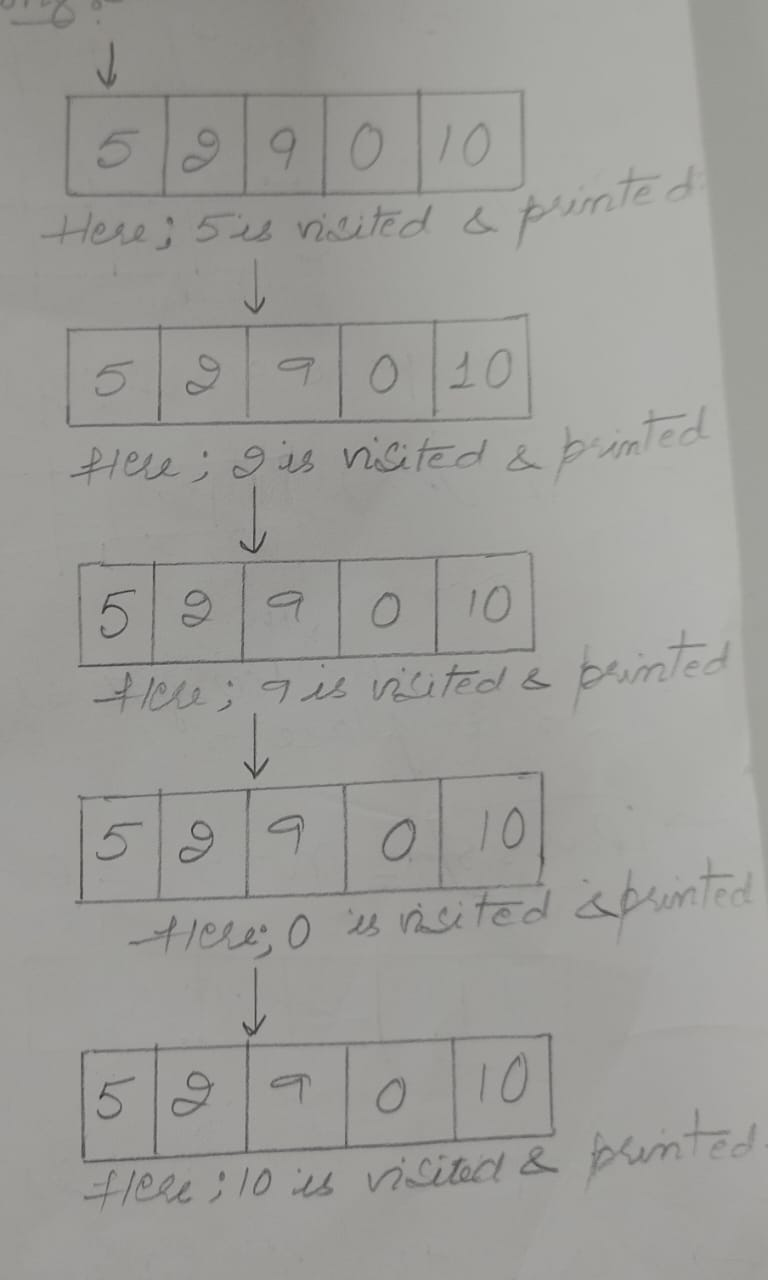 5 2 9 0 10
Here; 5 is visited & printed
5 2 9 0 10
Here; 2 is visited & printed
5 2 9 0 10
Here; 9 is visited & printed
5 2 9 0 10
Here; 0 is visited & printed
5 2 9 0 10
Here; 10 is visited & printed